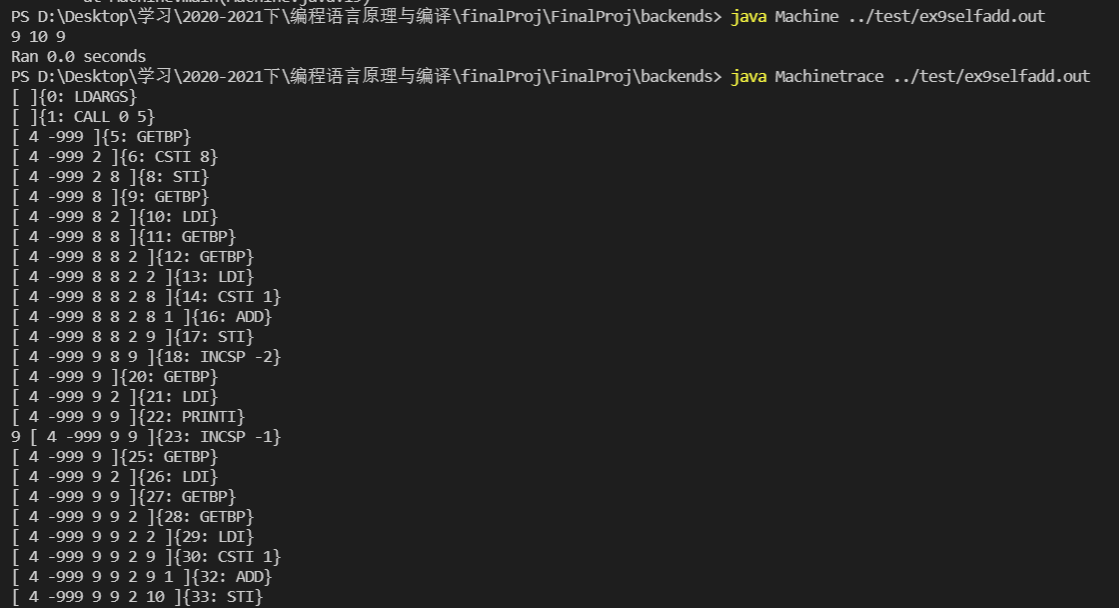 PS D:\Desktop\学习\2020-2021下\编程语言原理与编译\finalProj\FinalProj\backends> java Machine ../test/ex9selfadd.out
9 10 9
Ran 0.0 seconds
PS D:\Desktop\学习\2020-2021下\编程语言原理与编译\finalProj\FinalProj\backends> java Machinetrace ../test/ex9selfadd.out
[ ]{0: LDARGS}
[ ]{1: CALL 0 5}
[ 4 -999 ]{5: GETBP}
[ 4 -999 2 ]{6: CSTI 8}
[ 4 -999 2 8 ]{8: STI}
[ 4 -999 8 ]{9: GETBP}
[ 4 -999 8 2 ]{10: LDI}
[ 4 -999 8 8 ]{11: GETBP}
[ 4 -999 8 8 2 ]{12: GETBP}
[ 4 -999 8 8 2 2 ]{13: LDI}
[ 4 -999 8 8 2 8 ]{14: CSTI 1}
[ 4 -999 8 8 2 8 1 ]{16: ADD}
[ 4 -999 8 8 2 9 ]{17: STI}
[ 4 -999 9 8 9 ]{18: INCSP -2}
[ 4 -999 9 ]{20: GETBP}
[ 4 -999 9 2 ]{21: LDI}
[ 4 -999 9 9 ]{22: PRINTI}
9 [ 4 -999 9 9 ]{23: INCSP -1}
[ 4 -999 9 ]{25: GETBP}
[ 4 -999 9 2 ]{26: LDI}
[ 4 -999 9 9 ]{27: GETBP}
[ 4 -999 9 9 2 ]{28: GETBP}
[ 4 -999 9 9 2 2 ]{29: LDI}
[ 4 -999 9 9 2 9 ]{30: CSTI 1}
[ 4 -999 9 9 2 9 1 ]{32: ADD}
[ 4 -999 9 9 2 10 ]{33: STI}